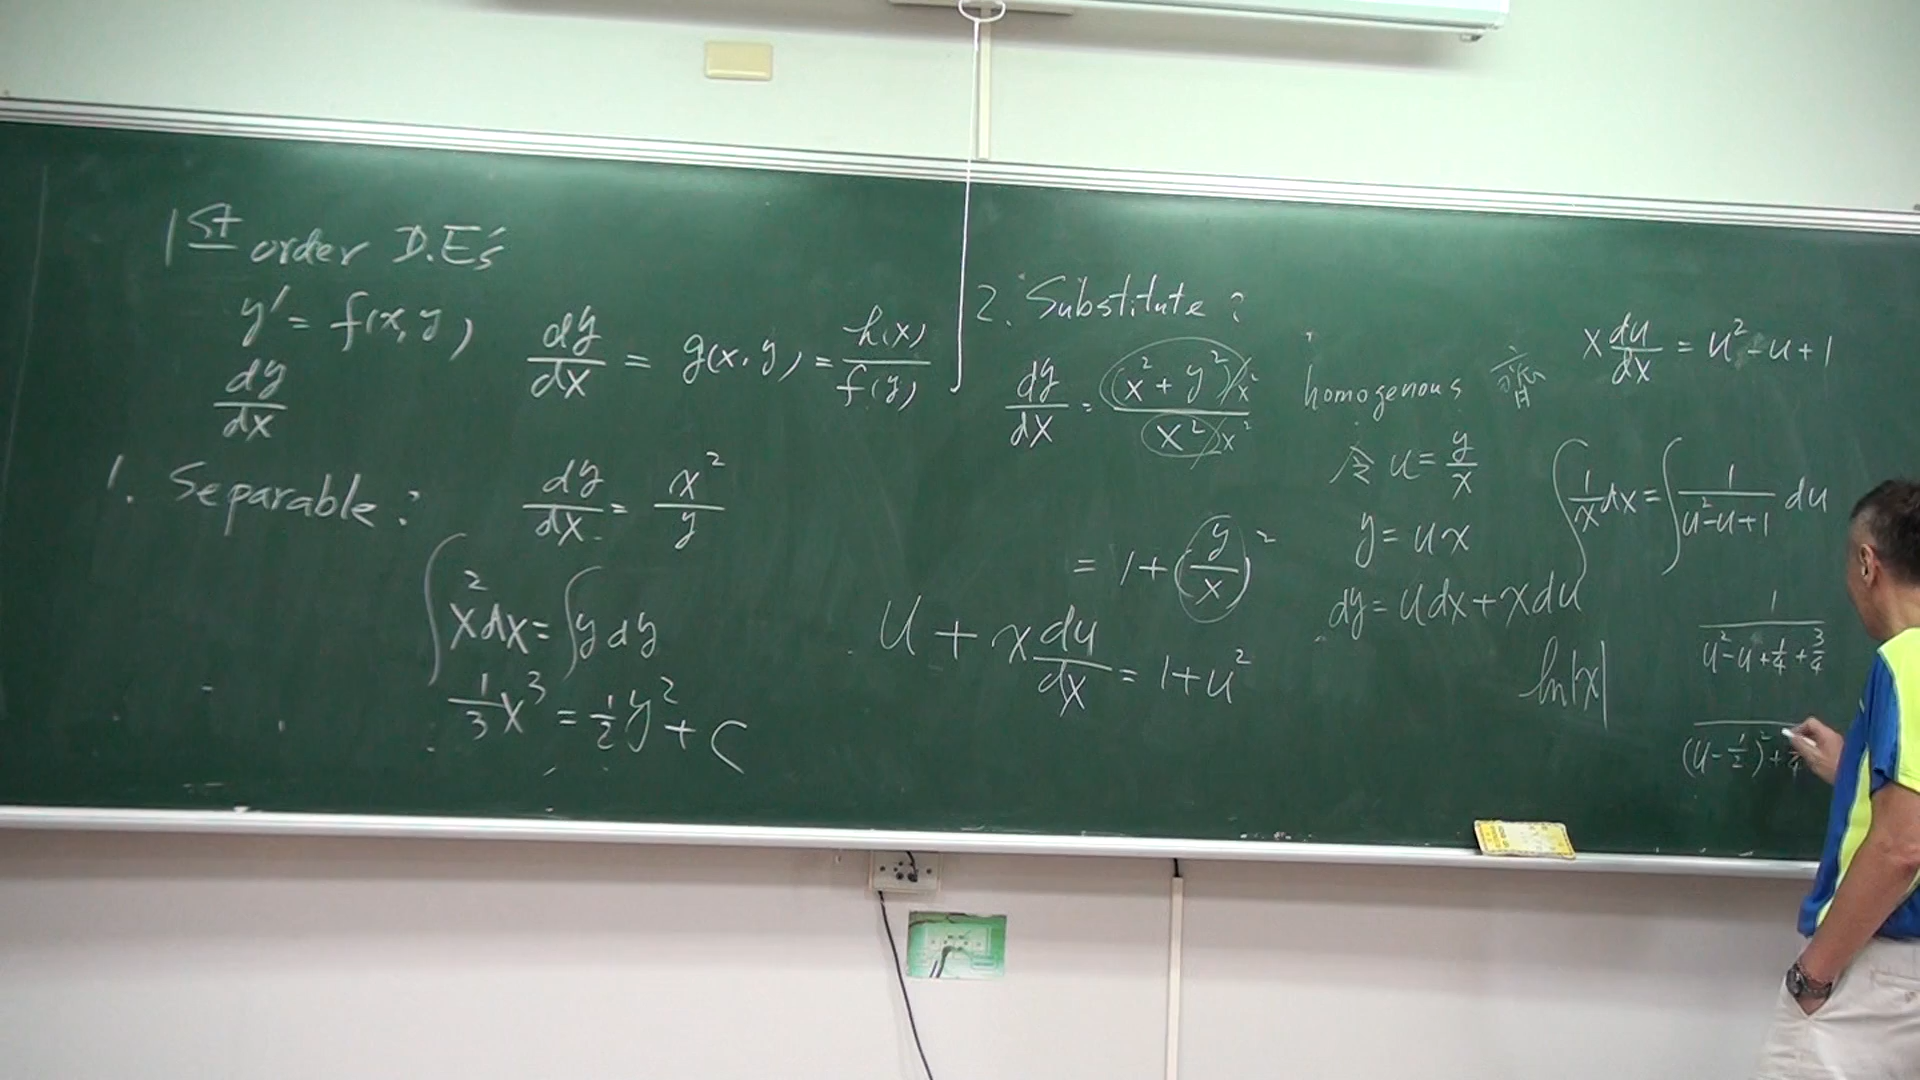 1st order D.E's
y' = f(x,y)
dy/dx
dy/dx = g(x,y) = h(x)/f(y)
1. Separable:
dy/dx = x²/y
∫x²dx = ∫y dy
1/3 x³ = 1/2 y² + C
2. Substitute:
dy/dx = (x² + y²)/x² / x²/x²
= 1 + (y/x)²
u + x du/dx = 1+u²
homogenous
令 u = y/x
y = ux
dy = udx + xdu
x du/dx = u² - u + 1
∫ 1/x dx = ∫ 1/(u²-u+1) du
ln|x|
1/(u²-u+1/4+3/4)
(u-1/2)²+